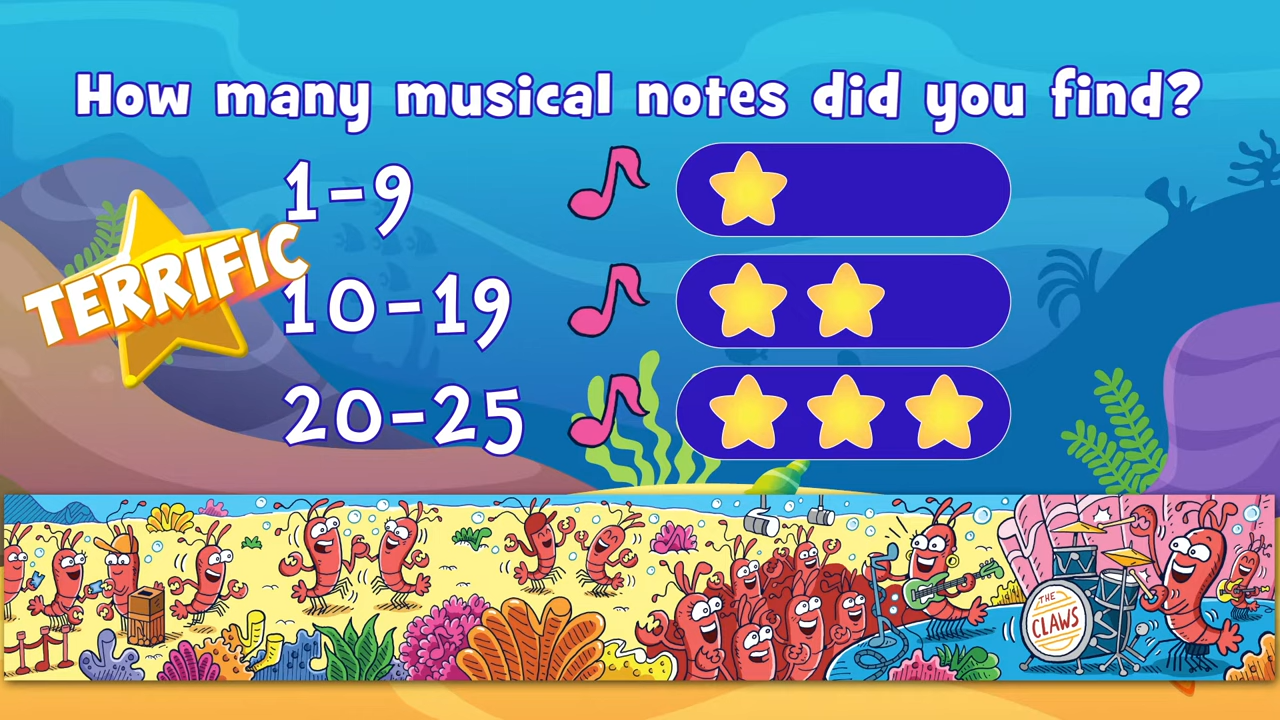 How many musical notes did you find?
1-9
TERRIFIC
10-19
20-25
THE
CLAWS